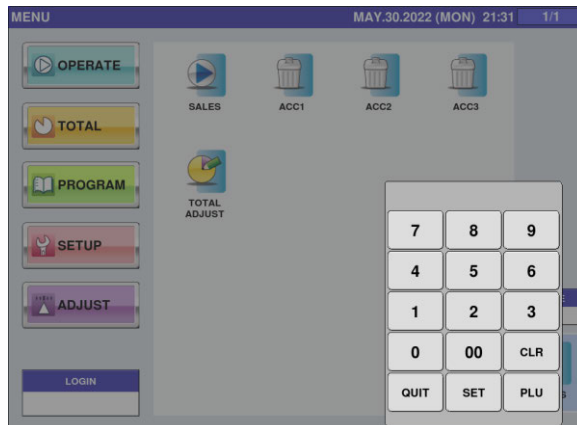 MENU MAY.30.2022 (MON) 21:31 1/1
OPERATE
TOTAL
PROGRAM
SETUP
ADJUST
LOGIN
SALES ACC1 ACC2 ACC3
TOTAL
ADJUST
7 8 9
4 5 6
1 2 3
0 00 CLR
QUIT SET PLU